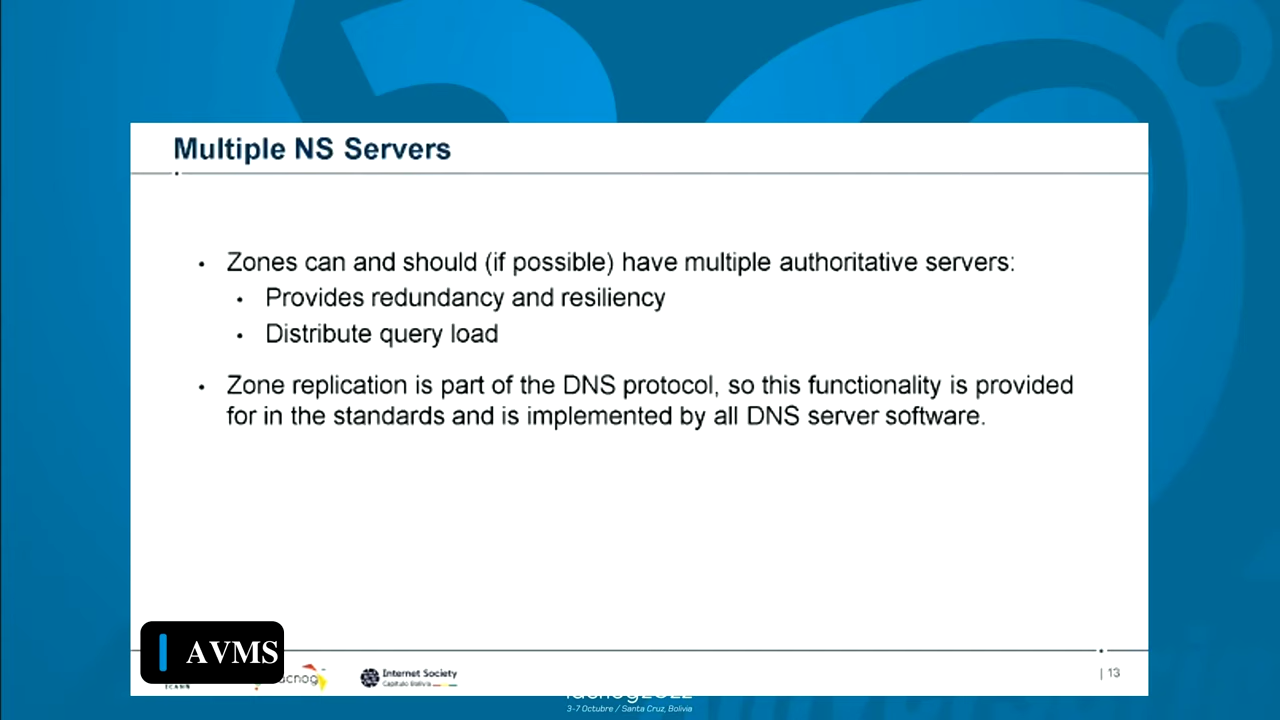 Multiple NS Servers
• Zones can and should (if possible) have multiple authoritative servers:
• Provides redundancy and resiliency
• Distribute query load
• Zone replication is part of the DNS protocol, so this functionality is provided
for in the standards and is implemented by all DNS server software.
AVMS
ICANN
Internet Society
Capítulo Bolivia
| 13
3-7 Octubre / Santa Cruz, Bolivia